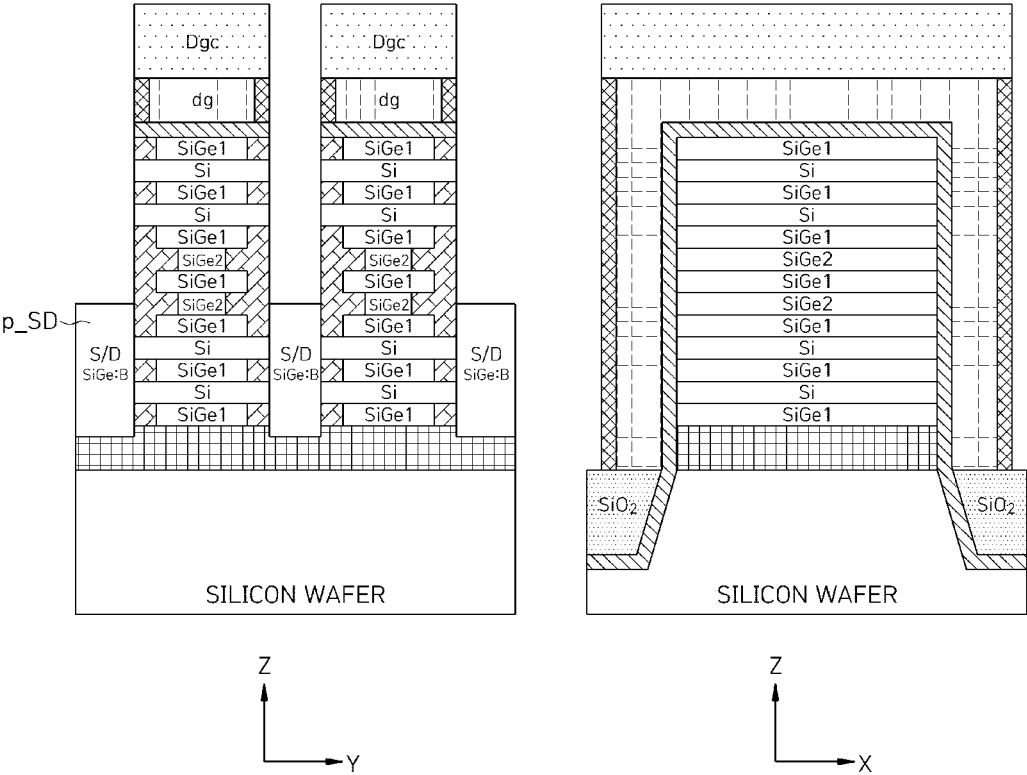 Dgc
dg
SiGe1
Si
SiGe1
Si
SiGe1
SiGe2
SiGe1
SiGe2
SiGe1
Si
SiGe1
Si
SiGe1
Dgc
dg
SiGe1
Si
SiGe1
Si
SiGe1
SiGe2
SiGe1
SiGe2
SiGe1
Si
SiGe1
Si
SiGe1
p_SD
S/D
SiGe:B
S/D
SiGe:B
S/D
SiGe:B
SILICON WAFER
Z
Y
SiGe1
Si
SiGe1
Si
SiGe1
SiGe2
SiGe1
SiGe2
SiGe1
Si
SiGe1
Si
SiGe1
SiO₂
SiO₂
SILICON WAFER
Z
X